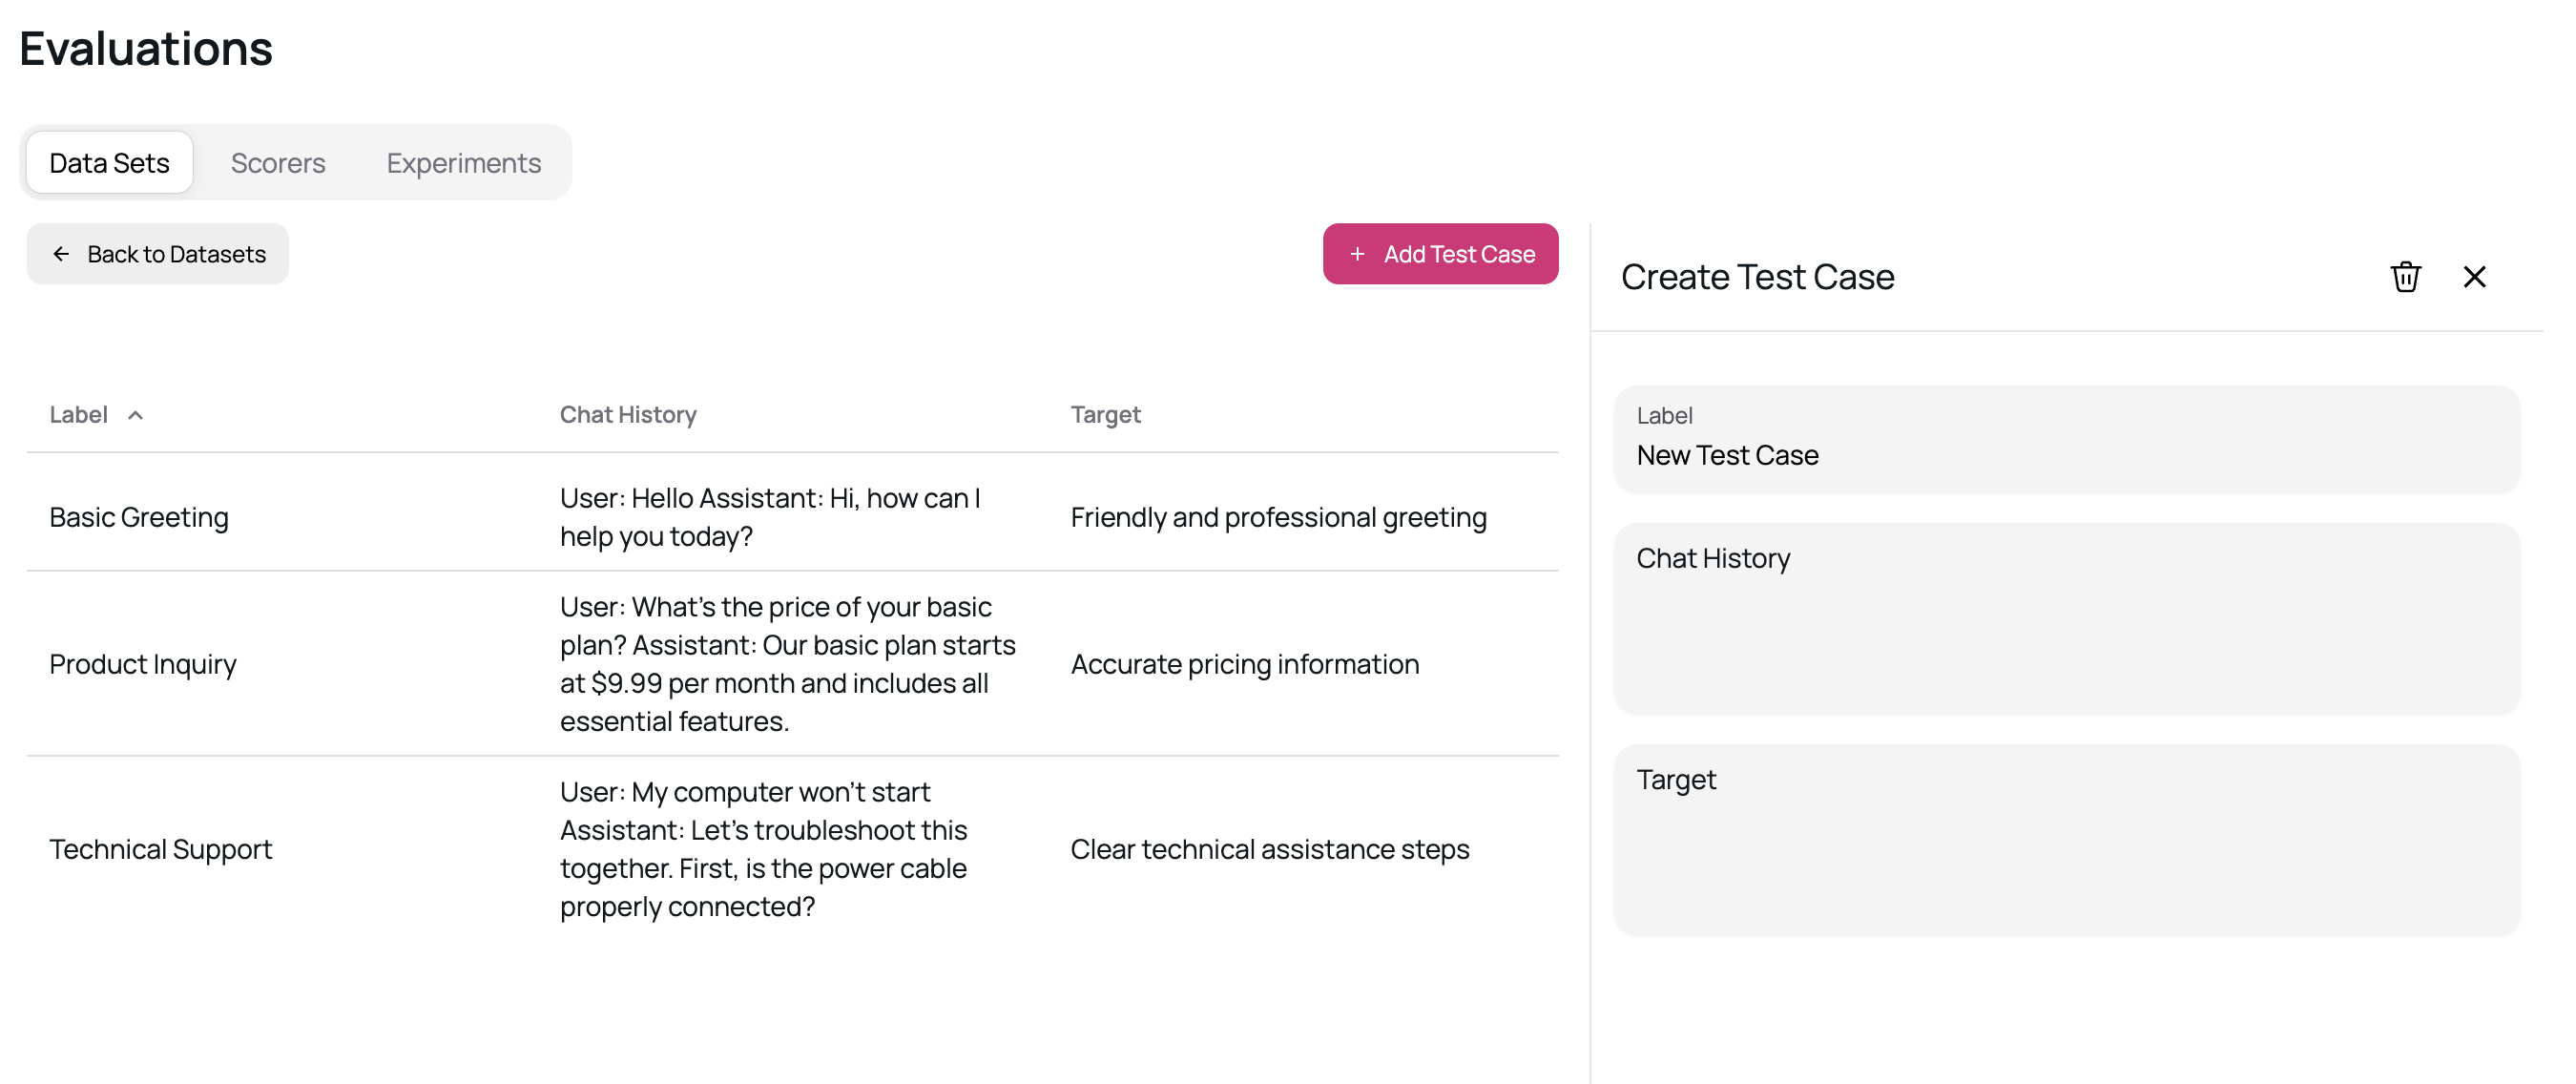 Evaluations
Data Sets
Scorers
Experiments
Back to Datasets
+ Add Test Case
Label
Chat History
Target
Basic Greeting
User: Hello Assistant: Hi, how can I
help you today?
Friendly and professional greeting
Product Inquiry
User: What's the price of your basic
plan? Assistant: Our basic plan starts
at $9.99 per month and includes all
essential features.
Accurate pricing information
Technical Support
User: My computer won't start
Assistant: Let's troubleshoot this
together. First, is the power cable
properly connected?
Clear technical assistance steps
Create Test Case
Label
New Test Case
Chat History
Target